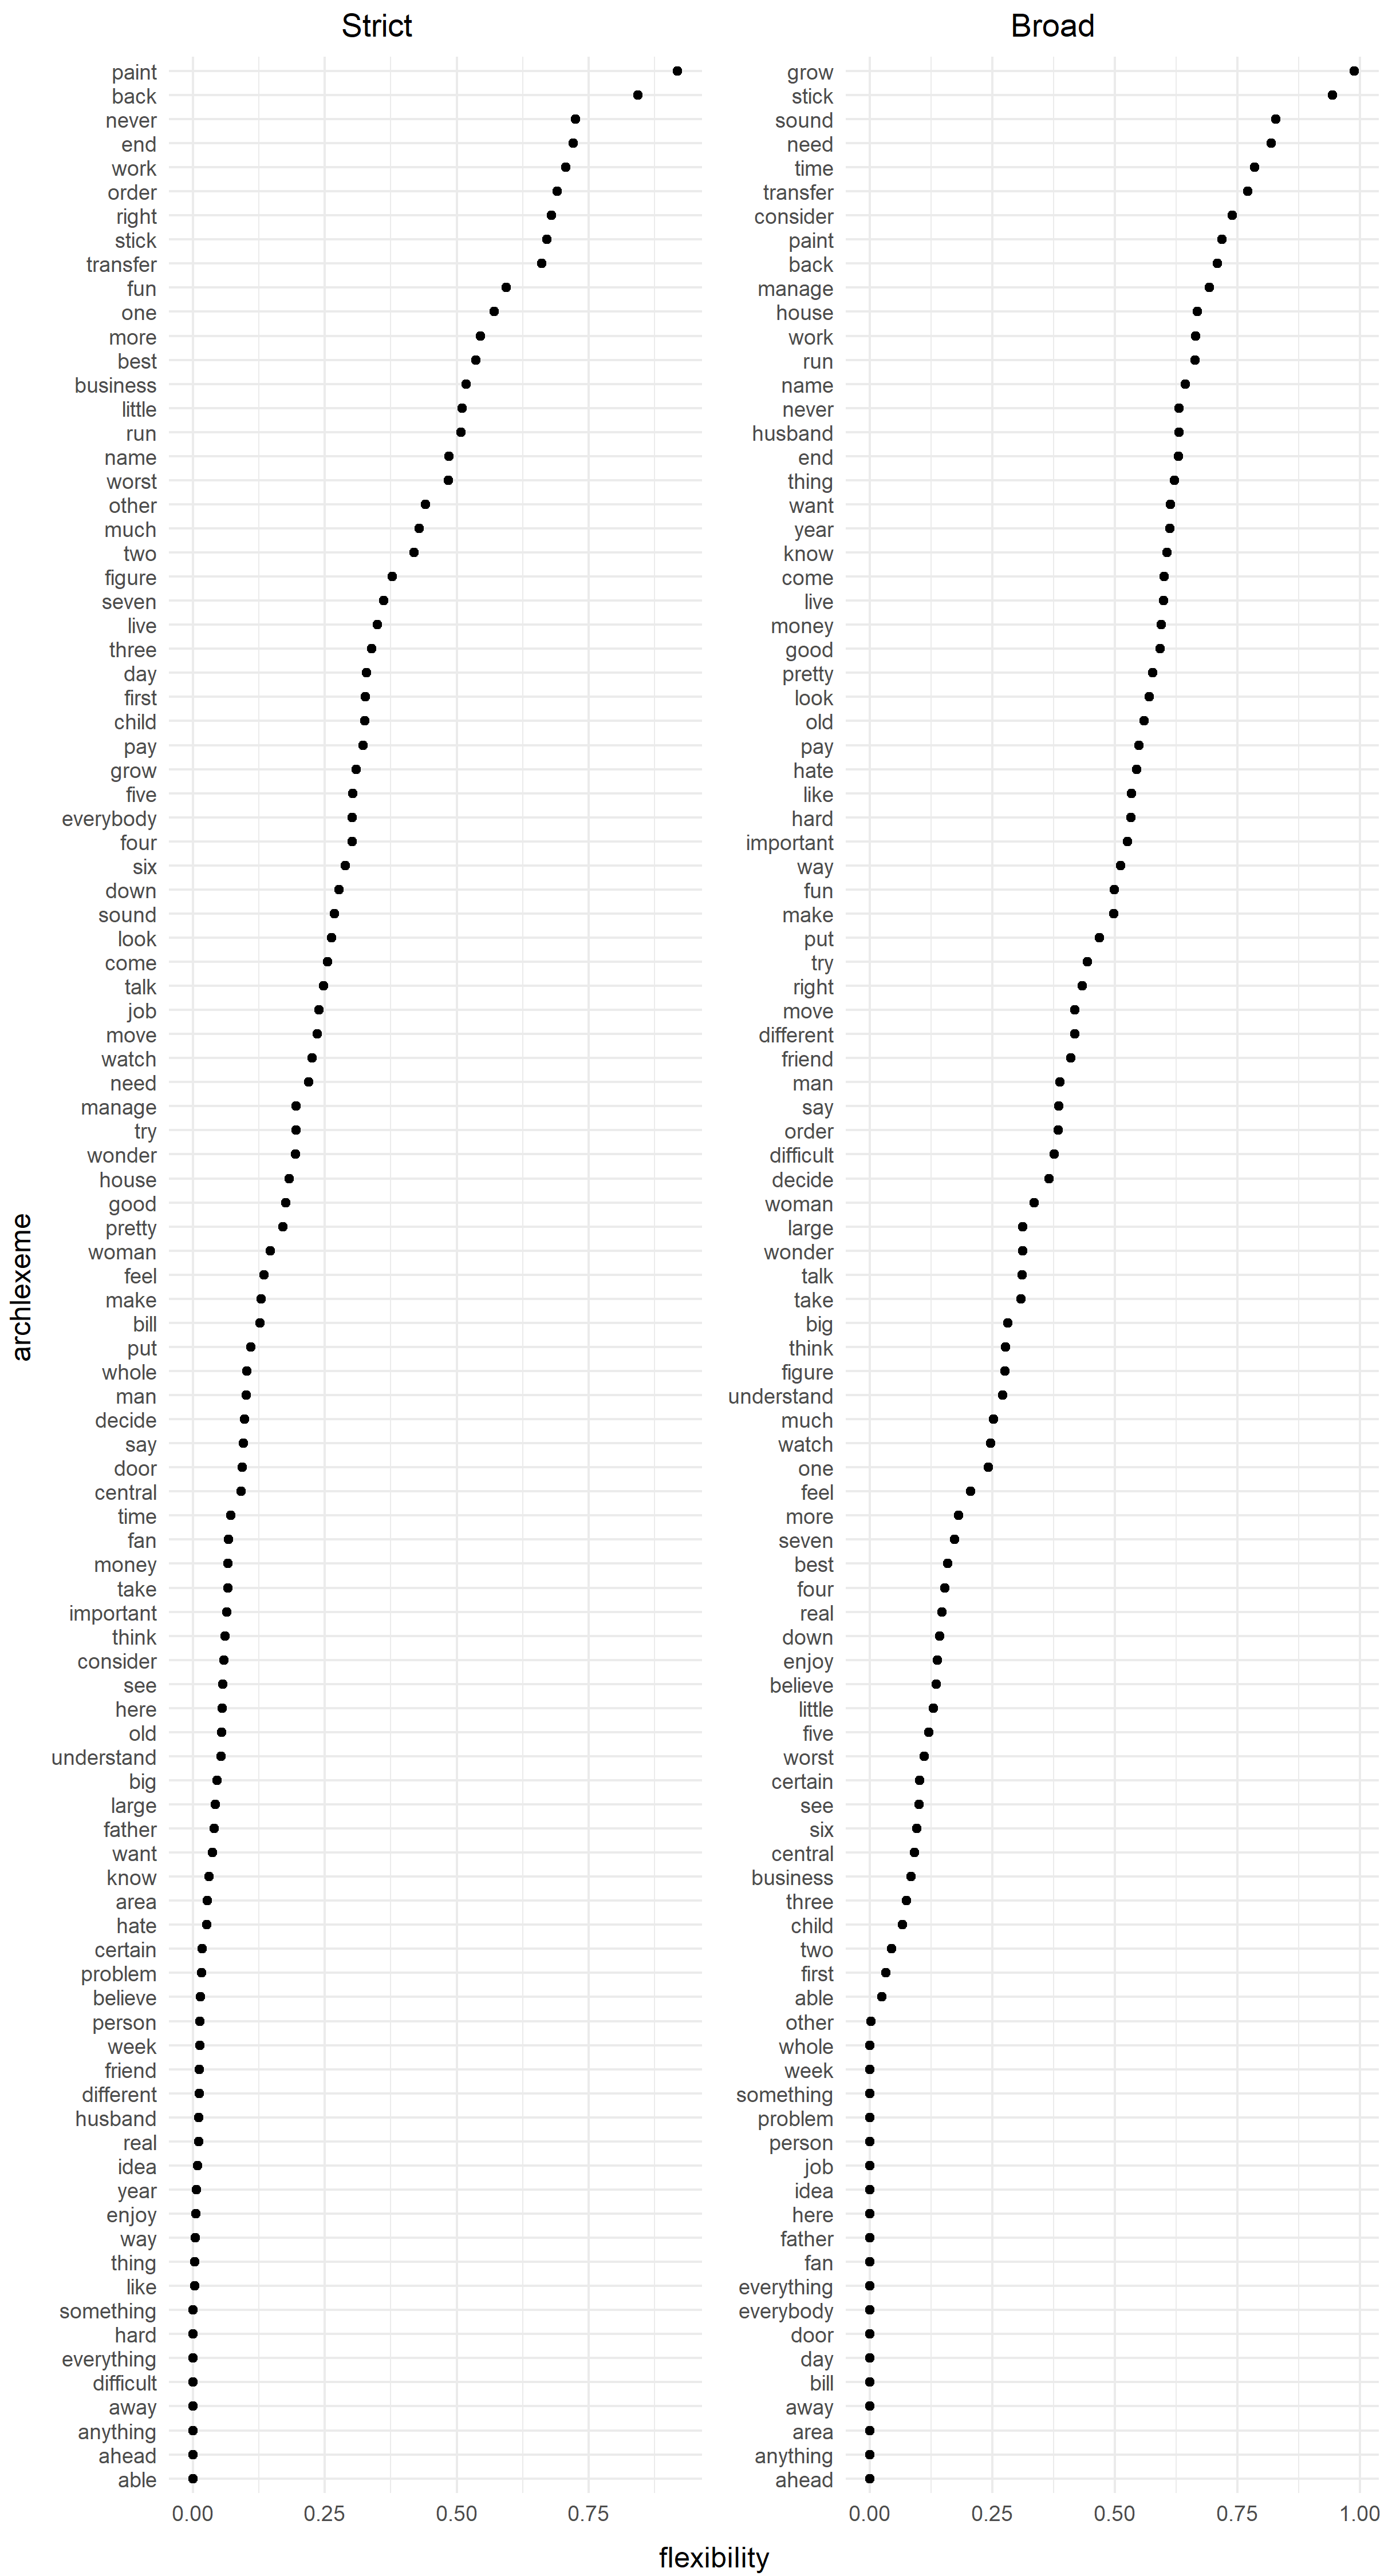 Strict
Broad
paint
back
never
end
work
order
right
stick
transfer
fun
one
more
best
business
little
run
name
worst
other
much
two
figure
seven
live
three
day
first
child
pay
grow
five
everybody
four
six
down
sound
look
come
talk
job
move
watch
need
manage
try
wonder
house
good
pretty
woman
feel
make
bill
put
whole
man
decide
say
door
central
time
fan
money
take
important
think
consider
see
here
old
understand
big
large
father
want
know
area
hate
certain
problem
believe
person
week
friend
different
husband
real
idea
year
enjoy
way
thing
like
something
hard
everything
difficult
away
anything
ahead
able
grow
stick
sound
need
time
transfer
consider
paint
back
manage
house
work
run
name
never
husband
end
thing
want
year
know
come
live
money
good
pretty
look
old
pay
hate
like
hard
important
way
fun
make
put
try
right
move
different
friend
man
say
order
difficult
decide
woman
large
wonder
talk
take
big
think
figure
understand
much
watch
one
feel
more
seven
best
four
real
down
enjoy
believe
little
five
worst
certain
see
six
central
business
three
child
two
first
able
other
whole
week
something
problem
person
job
idea
here
father
fan
everything
everybody
door
day
bill
away
area
anything
ahead
archlexeme
0.00 0.25 0.50 0.75
0.00 0.25 0.50 0.75 1.00
flexibility